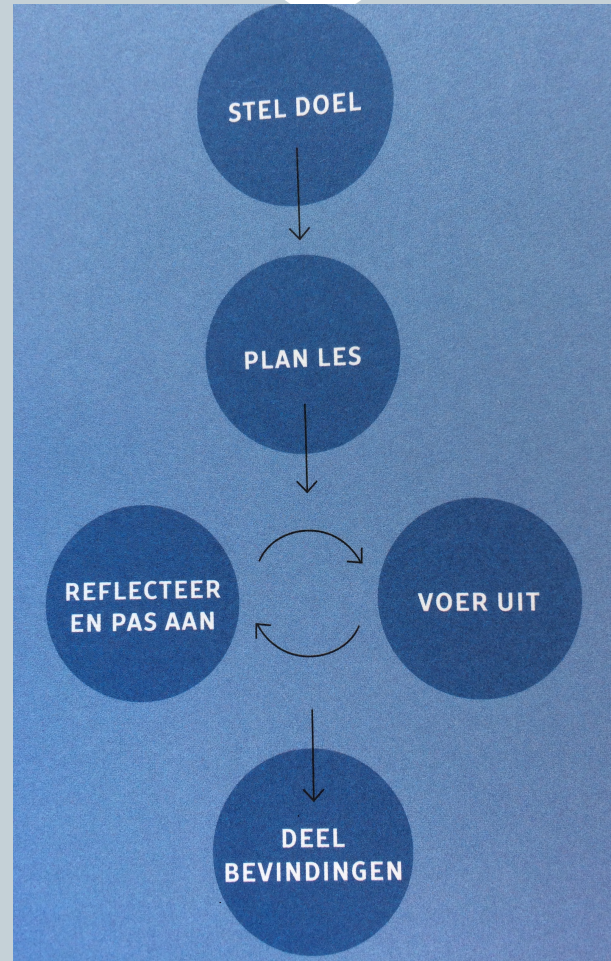 STEL DOEL
PLAN LES
REFLECTEER
EN PAS AAN
VOER UIT
DEEL
BEVINDINGEN